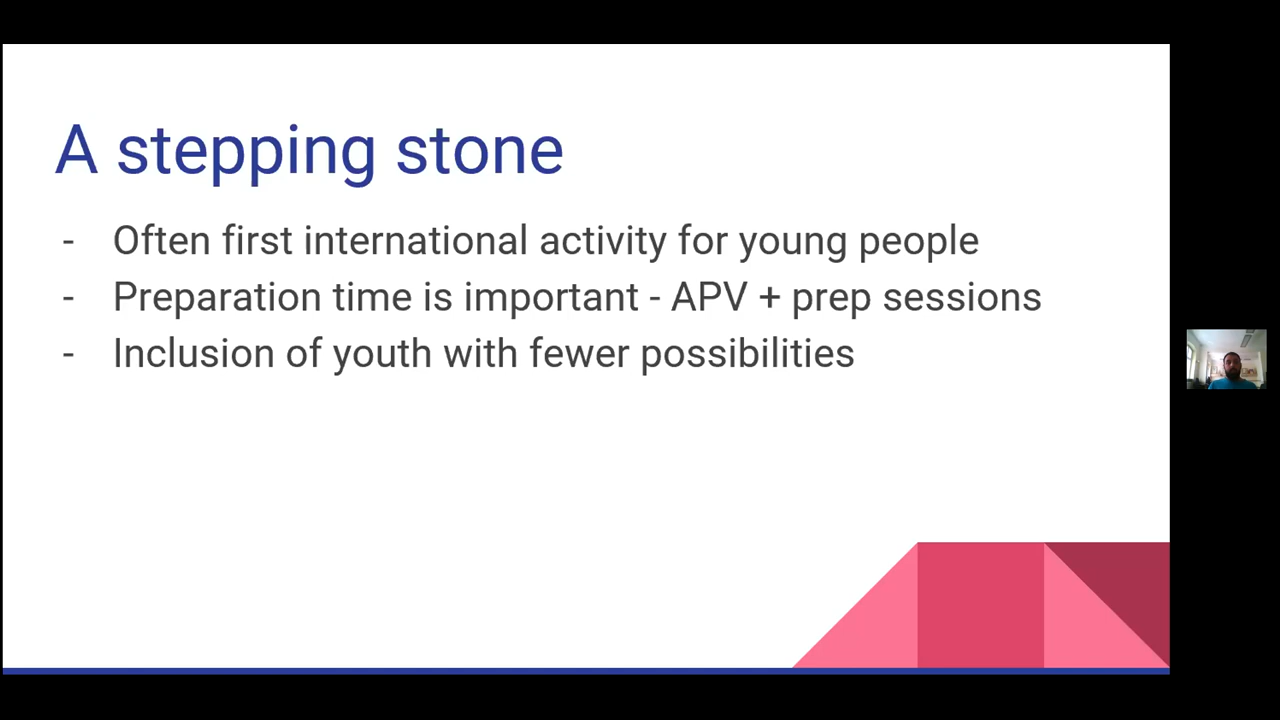 A stepping stone
- Often first international activity for young people
- Preparation time is important - APV + prep sessions
- Inclusion of youth with fewer possibilities